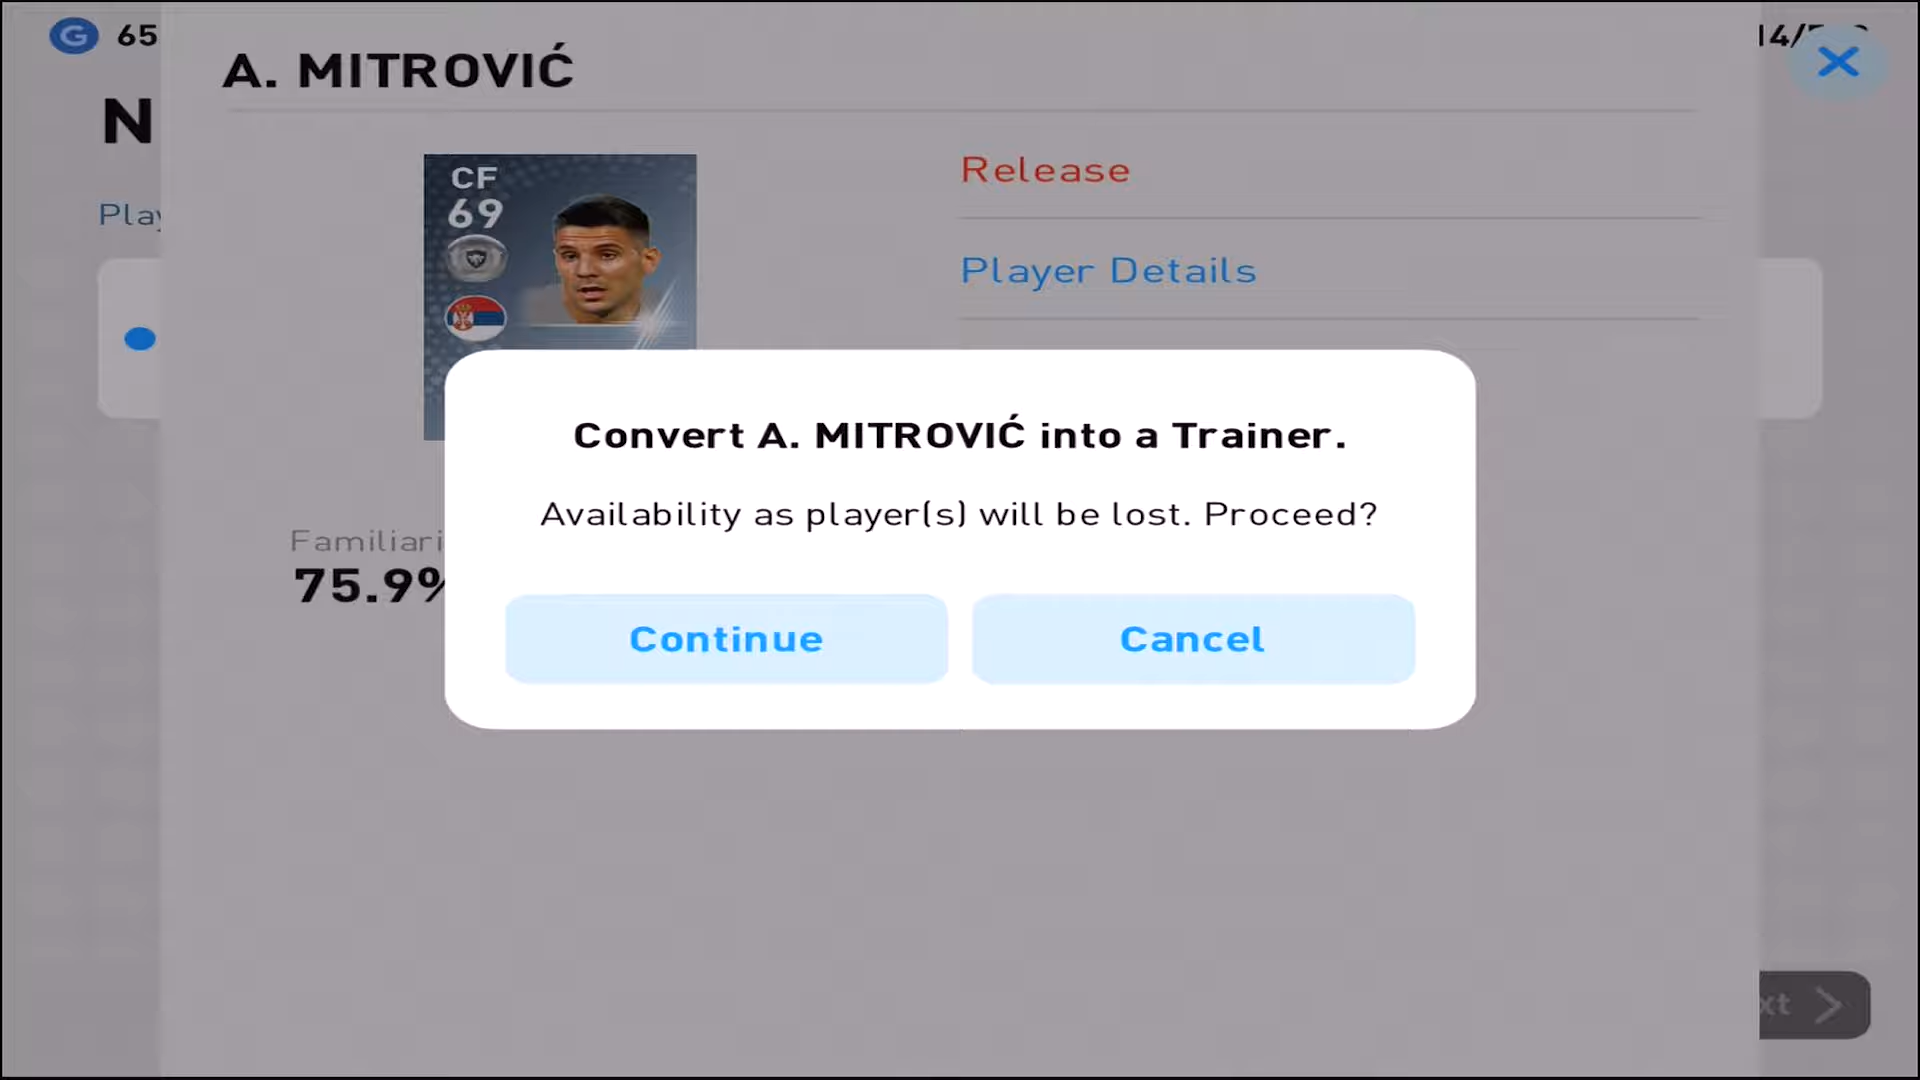 65
A. MITROVIĆ
N
CF
69
Release
Player Details
Convert A. MITROVIĆ into a Trainer.
Availability as player(s) will be lost. Proceed?
75.9%
Continue
Cancel